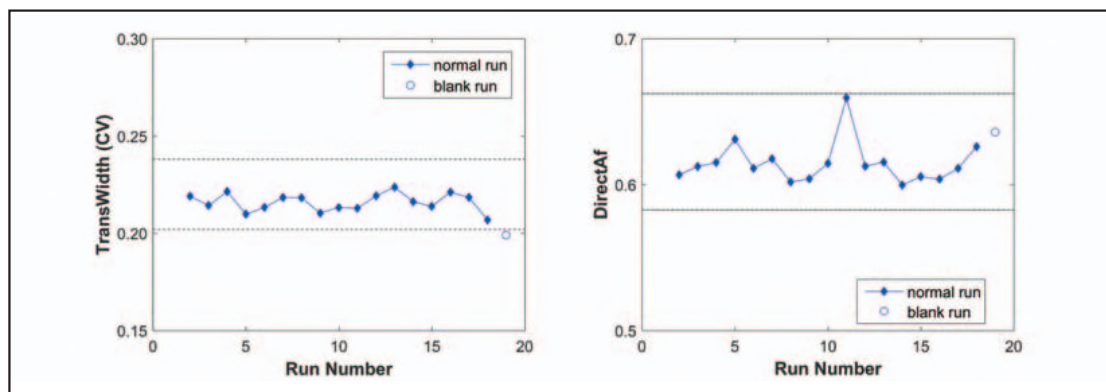 0.30
0.25
0.20
0.15
TransWidth (CV)
normal run
blank run
0 5 10 15 20
Run Number
0.7
0.6
0.5
DirectAf
normal run
blank run
0 5 10 15 20
Run Number